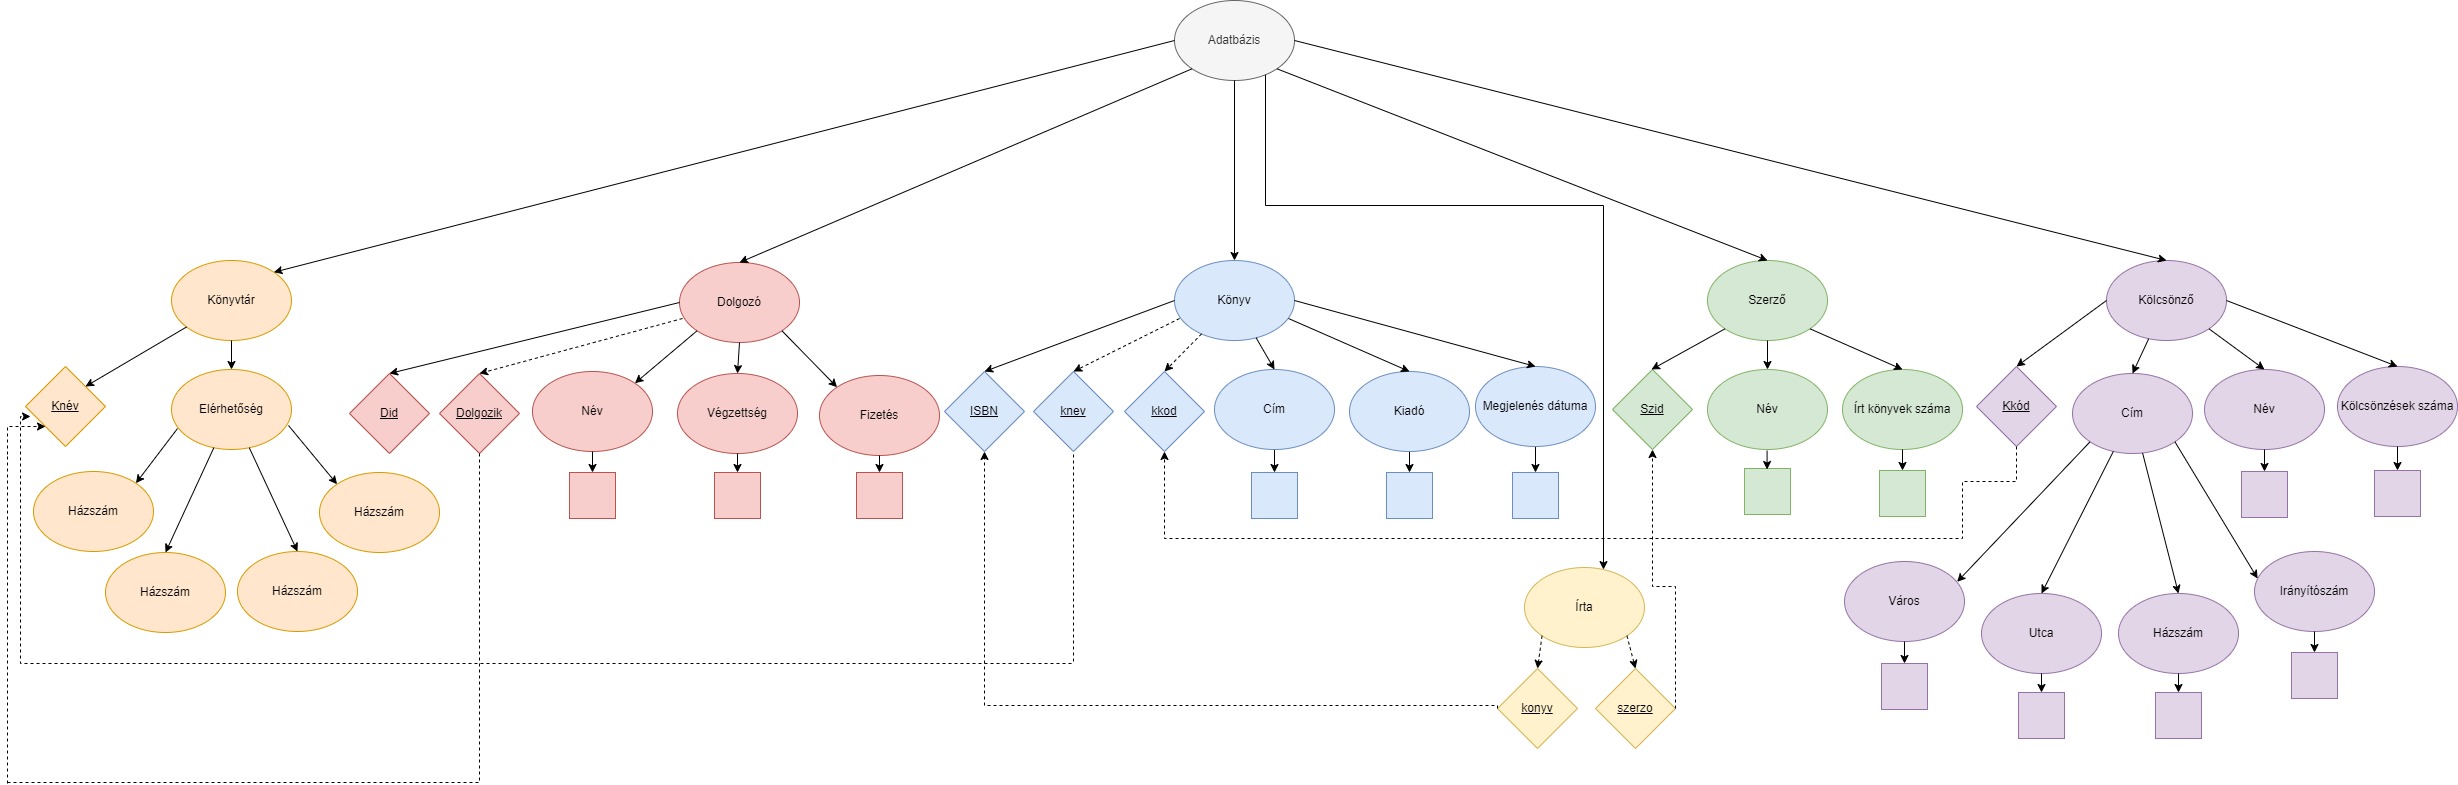 Adatbázis
Könyvtár
Dolgozó
Könyv
Szerző
Kölcsönző
Knév
Elérhetőség
Did
Dolgozik
Név
Végzettség
Fizetés
ISBN
knev
kkod
Cím
Kiadó
Megjelenés dátuma
Szid
Név
Írt könyvek száma
Kkód
Cím
Név
Kölcsönzések száma
Házszám
Házszám
Házszám
Házszám
Írta
Város
Utca
Házszám
Irányítószám
konyv
szerzo